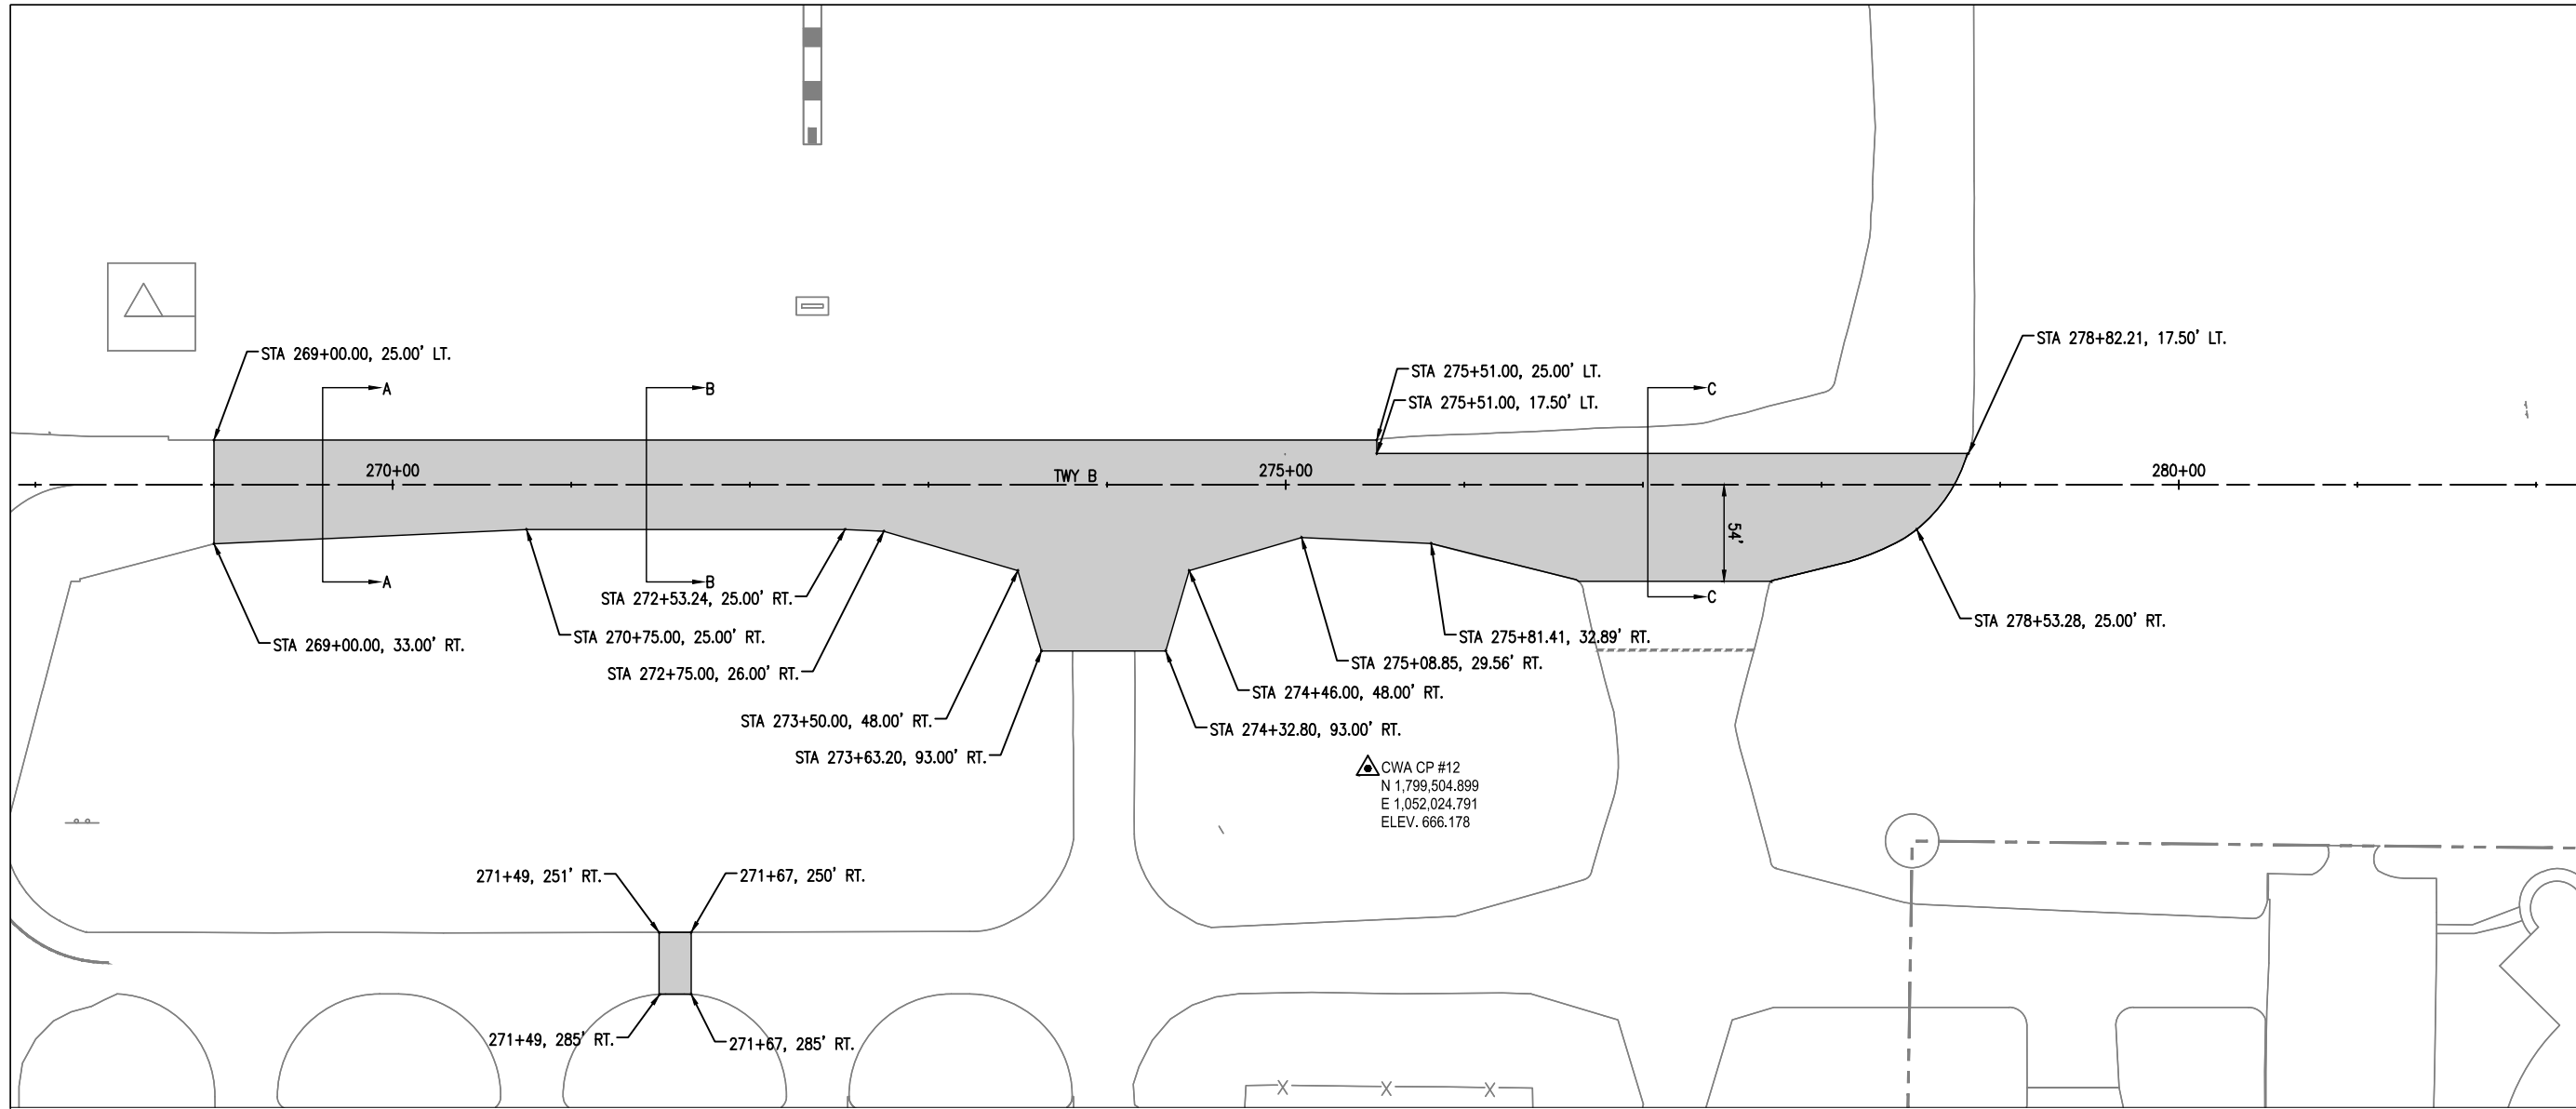 STA 278+82.21, 17.50' LT.
STA 269+00.00, 25.00' LT.
STA 275+51.00, 25.00' LT.
A
B
C
STA 275+51.00, 17.50' LT.
270+00
TWY B
275+00
280+00
54'
A
B
C
STA 272+53.24, 25.00' RT.
STA 278+53.28, 25.00' RT.
STA 270+75.00, 25.00' RT.
STA 275+81.41, 32.89' RT.
STA 269+00.00, 33.00' RT.
STA 275+08.85, 29.56' RT.
STA 272+75.00, 26.00' RT.
STA 274+46.00, 48.00' RT.
STA 273+50.00, 48.00' RT.
STA 274+32.80, 93.00' RT.
STA 273+63.20, 93.00' RT.
CWA CP #12
N 1,799,504.899
E 1,052,024.791
ELEV. 666.178
271+49, 251' RT.
271+67, 250' RT.
271+49, 285' RT.
271+67, 285' RT.
X X X